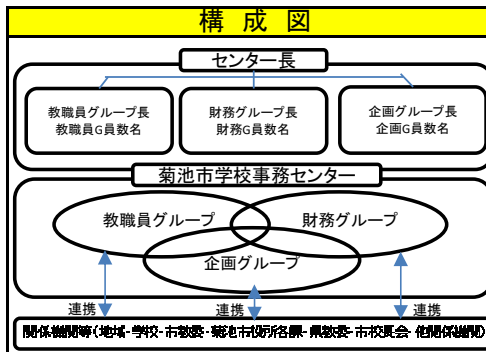 構 成 図
センター長
教職員グループ長
教職員G員数名
財務グループ長
財務G員数名
企画グループ長
企画G員数名
菊池市学校事務センター
教職員グループ
財務グループ
企画グループ
連携
連携
連携
関係機関等(地域・学校・市教委・菊池市役所各課・県教委・市校長会・他関係機関)